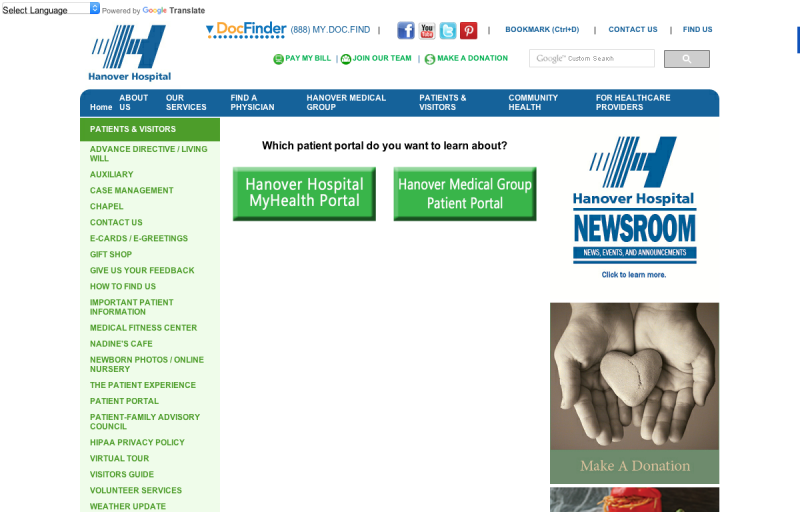 Select Language
Powered by Google Translate
Hanover Hospital
DocFinder (888) MY.DOC.FIND |
You Tube
| BOOKMARK (Ctrl+D) | CONTACT US | FIND US
PAY MY BILL | JOIN OUR TEAM | MAKE A DONATION
Google™ Custom Search
Home
ABOUT US
OUR SERVICES
FIND A PHYSICIAN
HANOVER MEDICAL GROUP
PATIENTS & VISITORS
COMMUNITY HEALTH
FOR HEALTHCARE PROVIDERS
PATIENTS & VISITORS
ADVANCE DIRECTIVE / LIVING
WILL
AUXILIARY
CASE MANAGEMENT
CHAPEL
CONTACT US
E-CARDS / E-GREETINGS
GIFT SHOP
GIVE US YOUR FEEDBACK
HOW TO FIND US
IMPORTANT PATIENT
INFORMATION
MEDICAL FITNESS CENTER
NADINE'S CAFE
NEWBORN PHOTOS / ONLINE
NURSERY
THE PATIENT EXPERIENCE
PATIENT PORTAL
PATIENT-FAMILY ADVISORY
COUNCIL
HIPAA PRIVACY POLICY
VIRTUAL TOUR
VISITORS GUIDE
VOLUNTEER SERVICES
WEATHER UPDATE
Which patient portal do you want to learn about?
Hanover Hospital
MyHealth Portal
Hanover Medical Group
Patient Portal
Hanover Hospital
NEWSROOM
NEWS, EVENTS, AND ANNOUNCEMENTS
Click to learn more.
Make A Donation